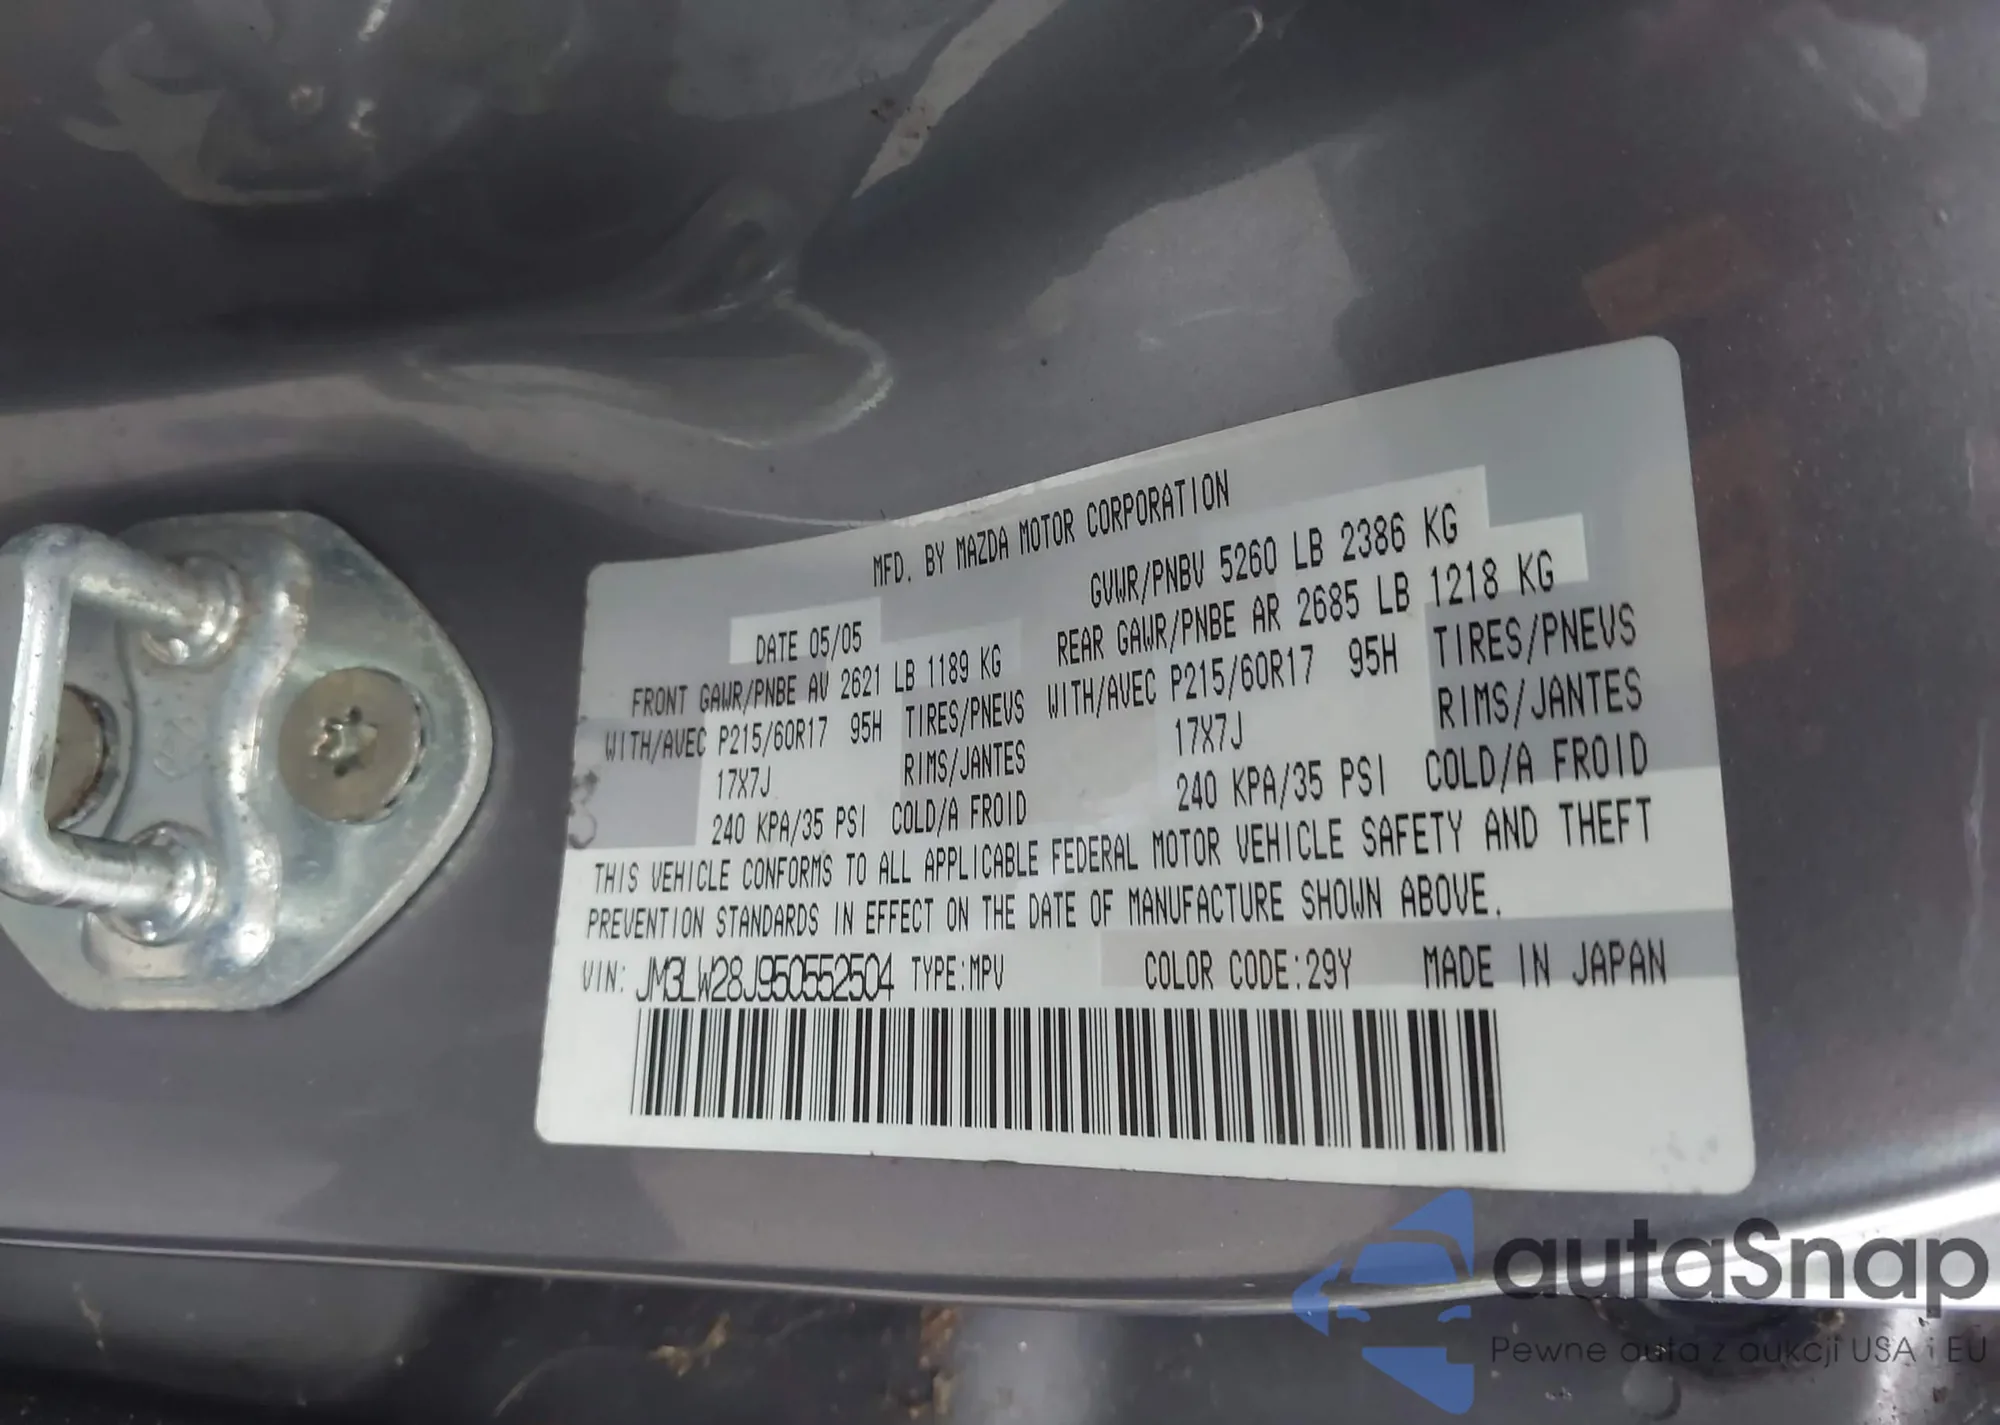 MFD. BY MAZDA MOTOR CORPORATION
DATE 05/05 GVWR/PNBV 5260 LB 2386 KG
FRONT GAWR/PNBE AV 2621 LB 1189 KG REAR GAWR/PNBE AR 2685 LB 1218 KG
WITH/AVEC P215/60R17 95H TIRES/PNEUS WITH/AVEC P215/60R17 95H TIRES/PNEUS
17X7J RIMS/JANTES 17X7J RIMS/JANTES
240 KPA/35 PSI COLD/A FROID 240 KPA/35 PSI COLD/A FROID
THIS VEHICLE CONFORMS TO ALL APPLICABLE FEDERAL MOTOR VEHICLE SAFETY AND THEFT
PREVENTION STANDARDS IN EFFECT ON THE DATE OF MANUFACTURE SHOWN ABOVE.
VIN: JM3LW28J950552504 TYPE:MPV COLOR CODE:29Y MADE IN JAPAN
autaSnap
Pewne auta z aukcji USA i EU